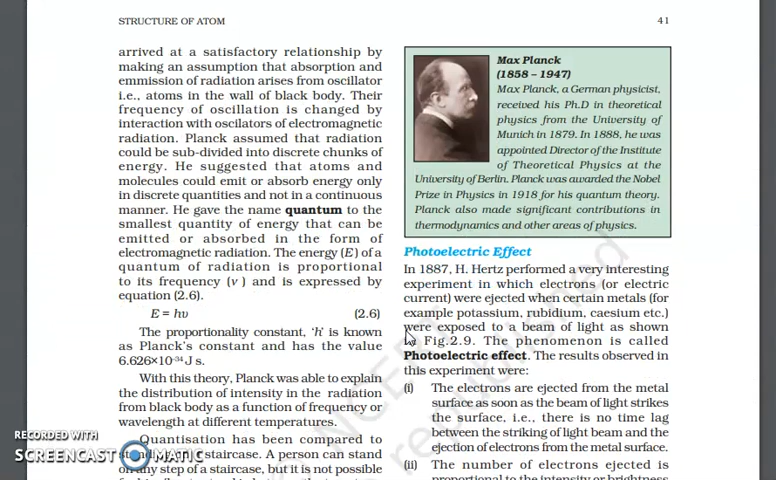 STRUCTURE OF ATOM
41
arrived at a satisfactory relationship by
making an assumption that absorption and
emmission of radiation arises from oscillator
i.e., atoms in the wall of black body. Their
frequency of oscillation is changed by
interaction with oscilators of electromagnetic
radiation. Planck assumed that radiation
could be sub-divided into discrete chunks of
energy. He suggested that atoms and
molecules could emit or absorb energy only
in discrete quantities and not in a continuous
manner. He gave the name quantum to the
smallest quantity of energy that can be
emitted or absorbed in the form of
electromagnetic radiation. The energy (E) of a
quantum of radiation is proportional
to its frequency (ν) and is expressed by
equation (2.6).
E = hυ (2.6)
The proportionality constant, 'h' is known
as Planck's constant and has the value
6.626×10⁻³⁴ J s.
With this theory, Planck was able to explain
the distribution of intensity in the radiation
from black body as a function of frequency or
wavelength at different temperatures.
Quantisation has been compared to
staircase. A person can stand
on any step of a staircase, but it is not possible
Max Planck
(1858 – 1947)
Max Planck, a German physicist,
received his Ph.D in theoretical
physics from the University of
Munich in 1879. In 1888, he was
appointed Director of the Institute
of Theoretical Physics at the
University of Berlin. Planck was awarded the Nobel
Prize in Physics in 1918 for his quantum theory.
Planck also made significant contributions in
thermodynamics and other areas of physics.
Photoelectric Effect
In 1887, H. Hertz performed a very interesting
experiment in which electrons (or electric
current) were ejected when certain metals (for
example potassium, rubidium, caesium etc.)
were exposed to a beam of light as shown
Fig.2.9. The phenomenon is called
Photoelectric effect. The results observed in
this experiment were:
(i) The electrons are ejected from the metal
surface as soon as the beam of light strikes
the surface, i.e., there is no time lag
between the striking of light beam and the
ejection of electrons from the metal surface.
(ii) The number of electrons ejected is
proportional to the intensity or brightness
RECORDED WITH
SCREENCAST MATIC